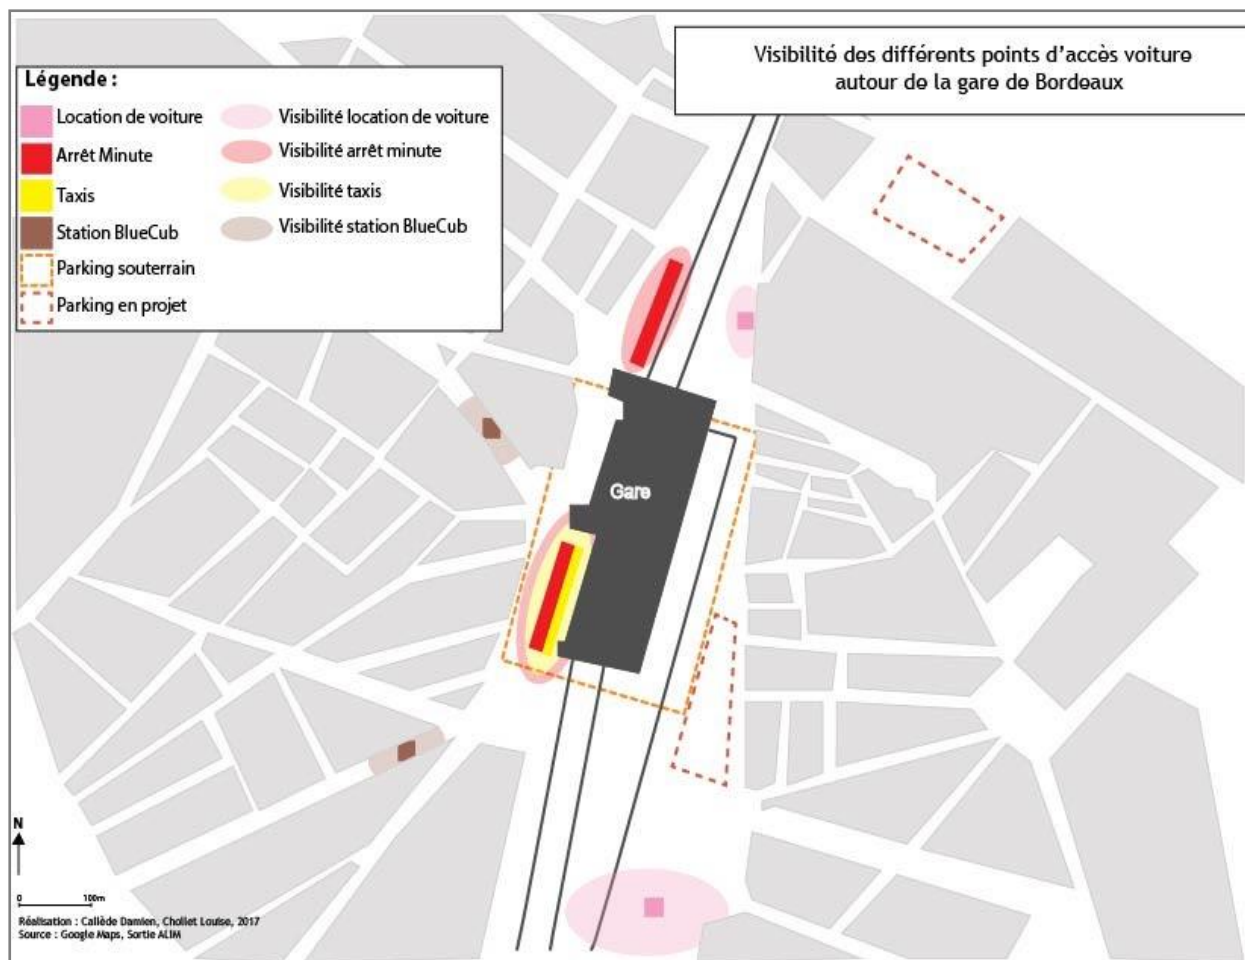 Visibilité des différents points d'accès voiture
autour de la gare de Bordeaux
Légende :
Location de voiture
Visibilité location de voiture
Arrêt Minute
Visibilité arrêt minute
Taxis
Visibilité taxis
Station BlueCub
Visibilité station BlueCub
Parking souterrain
Parking en projet
Gare
N
0 100m
Réalisation : Callède Damien, Chollet Louise, 2017
Source : Google Maps, Sortie ALIM